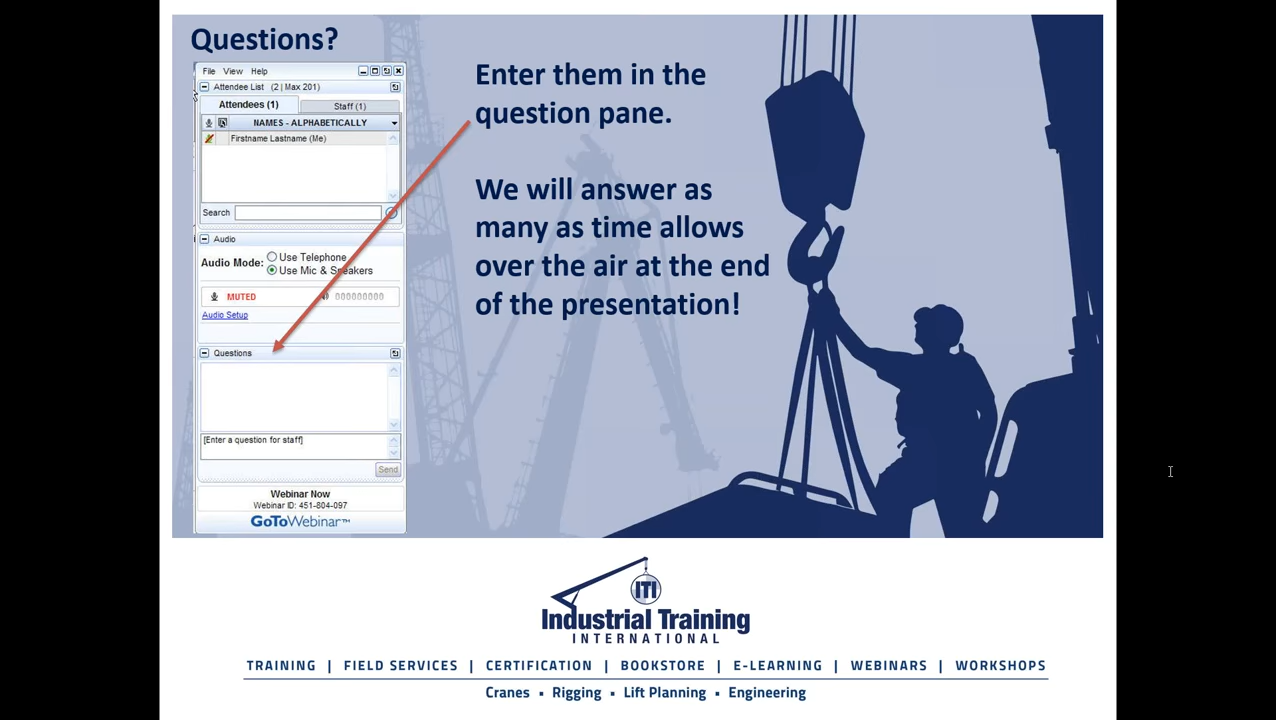 Questions?
File View Help
Attendee List (2 | Max 201)
Attendees (1)
Staff (1)
NAMES - ALPHABETICALLY
Firstname Lastname (Me)
Search
Audio
Audio Mode:
Use Telephone
Use Mic & Speakers
MUTED
000000000
Audio Setup
Questions
[Enter a question for staff]
Send
Webinar Now
Webinar ID: 451-804-097
GoToWebinar™
Enter them in the
question pane.
We will answer as
many as time allows
over the air at the end
of the presentation!
ITI
Industrial Training
INTERNATIONAL
TRAINING | FIELD SERVICES | CERTIFICATION | BOOKSTORE | E-LEARNING | WEBINARS | WORKSHOPS
Cranes ▪ Rigging ▪ Lift Planning ▪ Engineering